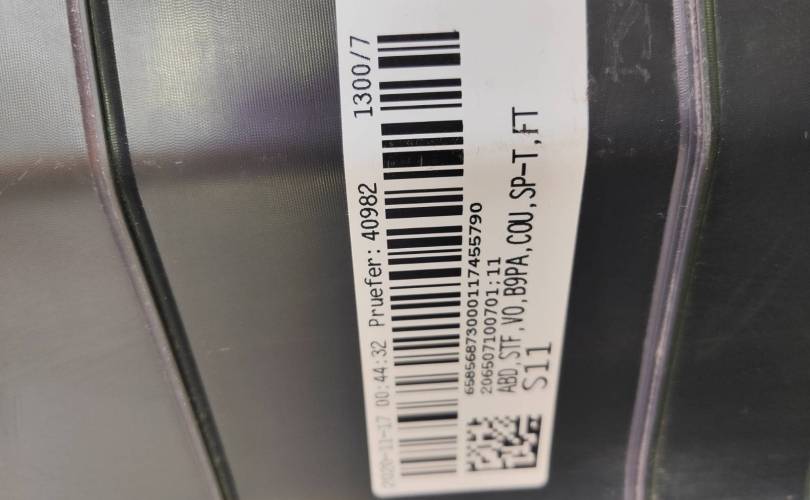 2020-11-17 00:44:32 Pruefer: 40982 1300/7
65856873000117455790
206507100701:11
ABD,STF,VO,B9PA,COU,SP-T,FT
S11